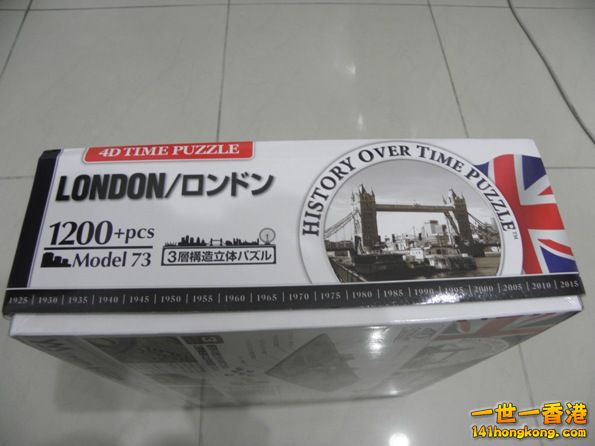 4D TIME PUZZLE
LONDON/ロンドン
1200+pcs
Model 73
3層構造立体パズル
HISTORY OVER TIME PUZZLE™
1925 | 1930 | 1935 | 1940 | 1945 | 1950 | 1955 | 1960 | 1965 | 1970 | 1975 | 1980 | 1985 | 1990 | 1995 | 2000 | 2005 | 2010 | 2015
一世一香港
141hongkong.com